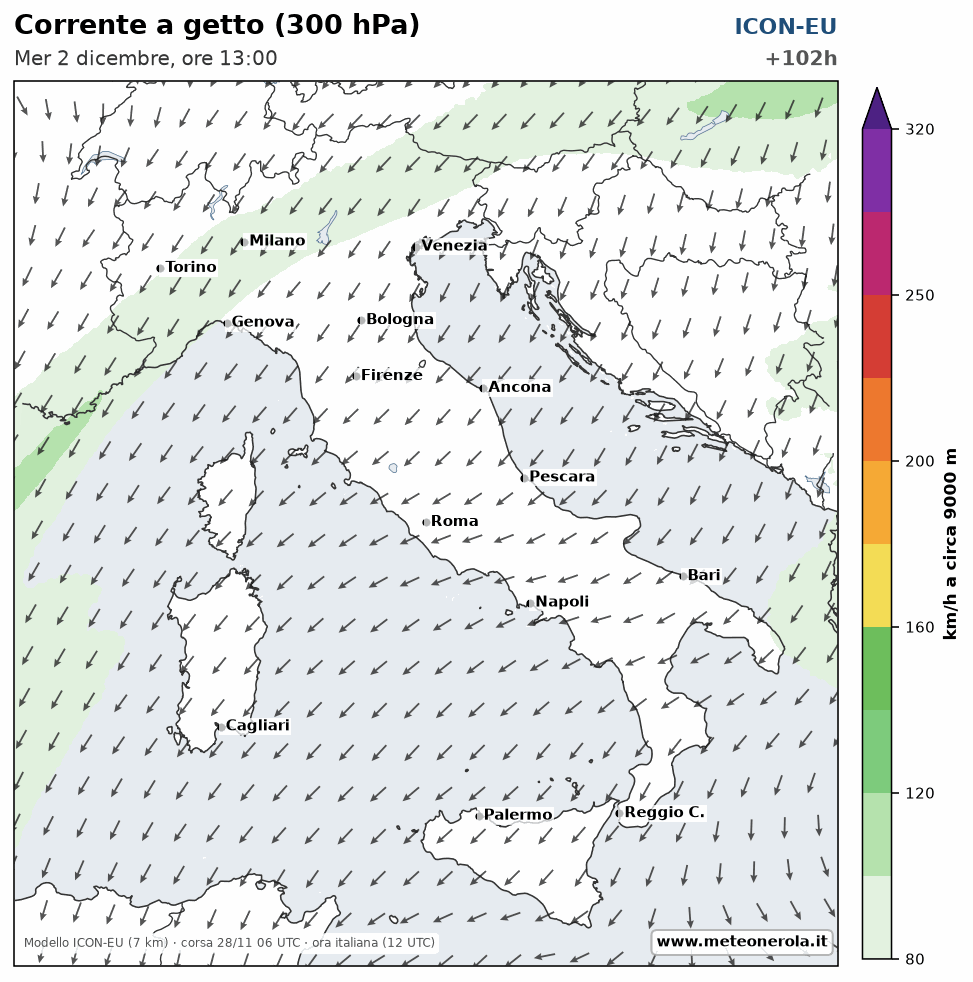 Corrente a getto (300 hPa)
ICON-EU
Mer 2 dicembre, ore 13:00
+102h
Milano
Venezia
Torino
Genova
Bologna
Firenze
Ancona
Pescara
Roma
Bari
Napoli
Cagliari
Palermo
Reggio C.
Modello ICON-EU (7 km) · corsa 28/11 06 UTC · ora italiana (12 UTC)
www.meteonerola.it
320
250
200
160
120
80
km/h a circa 9000 m